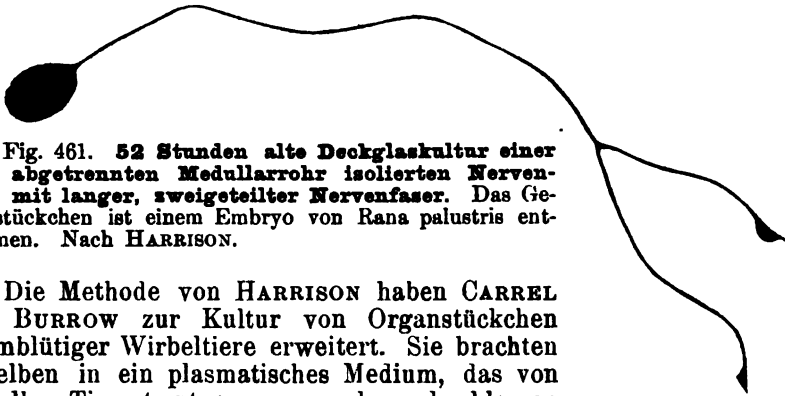 Fig. 461. 52 Stunden alte Deckglaskultur einer
abgetrennten Medullarrohr isolierten Nerven-
mit langer, zweigeteilter Nervenfaser. Das Ge-
stückchen ist einem Embryo von Rana palustris ent-
men. Nach HARRISON.
Die Methode von HARRISON haben CARREL
BURROW zur Kultur von Organstückchen
mblütiger Wirbeltiere erweitert. Sie brachten
elben in ein plasmatisches Medium, das von